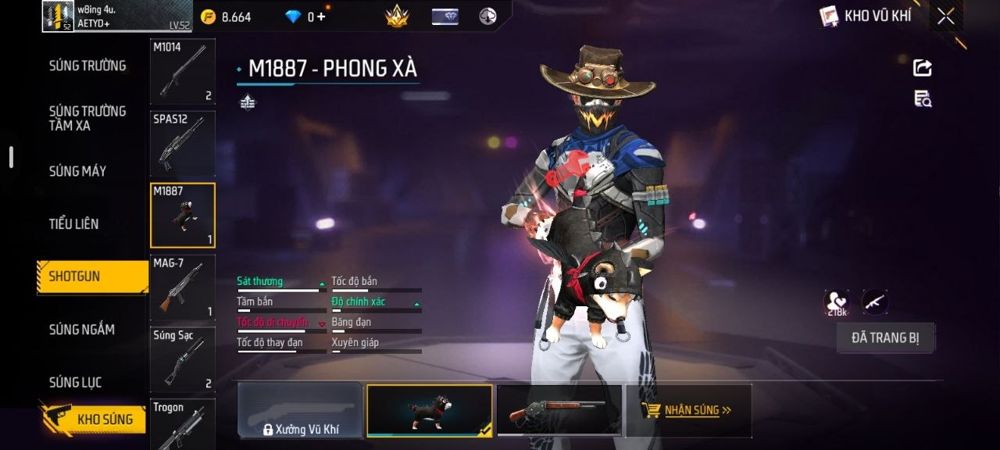 w8ing 4u.
AETYD+
52
LV.52
8.664
0+
KHO VŨ KHÍ
SÚNG TRƯỜNG
SÚNG TRƯỜNG
TẦM XA
SÚNG MÁY
TIỂU LIÊN
SHOTGUN
SÚNG NGẮM
SÚNG LỤC
KHO SÚNG
M1014
2
SPAS12
M1887
1
MAG-7
1
Súng Sạc
2
Trogon
M1887 - PHONG XÀ
Sát thương
Tốc độ bắn
Tầm bắn
Độ chính xác
Tốc độ di chuyển
Băng đạn
Tốc độ thay đạn
Xuyên giáp
218k
ĐÃ TRANG BỊ
Xưởng Vũ Khí
NHẬN SÚNG >>